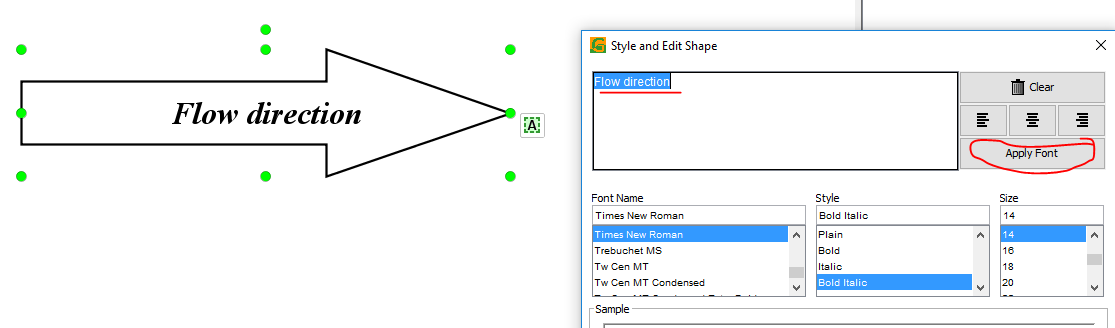 Flow direction
A
Style and Edit Shape
Flow direction
Clear
Apply Font
Font Name
Style
Size
Times New Roman
Bold Italic
14
Times New Roman
Plain
14
Trebuchet MS
Bold
16
Tw Cen MT
Italic
18
Tw Cen MT Condensed
Bold Italic
20
Sample